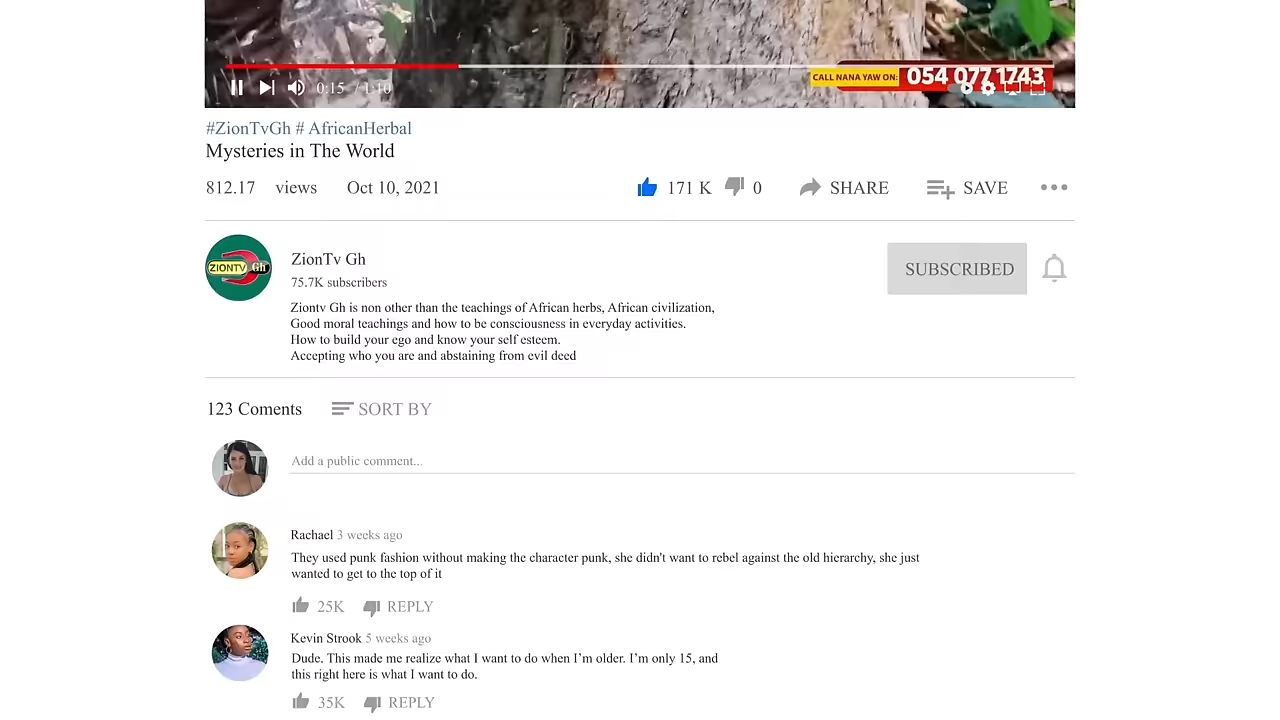 CALL NANA YAW ON: 054 077 1743
0:15 / 1:10
#ZionTvGh # AfricanHerbal
Mysteries in The World
812.17 views Oct 10, 2021 171 K 0 SHARE SAVE
ZIONTV Gh
ZionTv Gh
75.7K subscribers
SUBSCRIBED
Ziontv Gh is non other than the teachings of African herbs, African civilization,
Good moral teachings and how to be consciousness in everyday activities.
How to build your ego and know your self esteem.
Accepting who you are and abstaining from evil deed
123 Coments SORT BY
Add a public comment...
Rachael 3 weeks ago
They used punk fashion without making the character punk, she didn't want to rebel against the old hierarchy, she just
wanted to get to the top of it
25K REPLY
Kevin Strook 5 weeks ago
Dude. This made me realize what I want to do when I'm older. I'm only 15, and
this right here is what I want to do.
35K REPLY